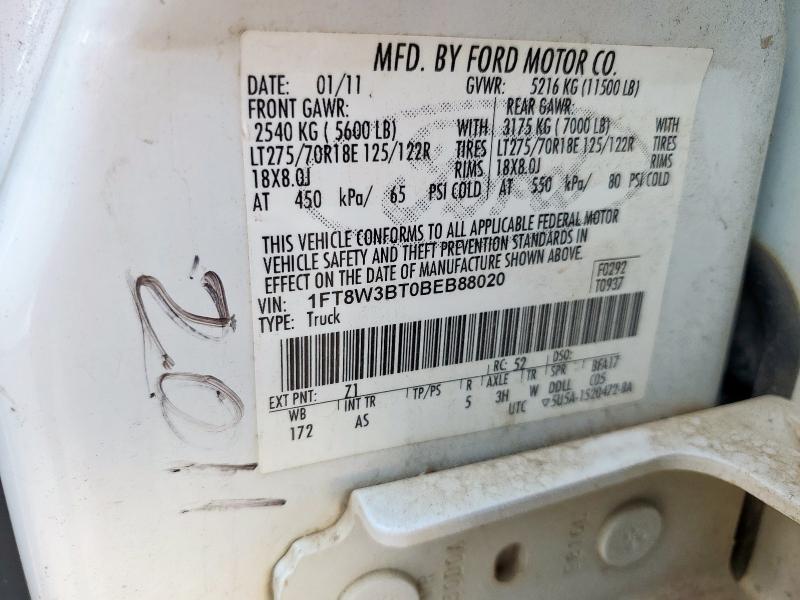 MFD. BY FORD MOTOR CO.
DATE: 01/11 GVWR: 5216 KG (11500 LB)
FRONT GAWR: REAR GAWR:
2540 KG ( 5600 LB) WITH 3175 KG ( 7000 LB) WITH
LT275/70R18E 125/122R TIRES LT275/70R18E 125/122R TIRES
18X8.0J RIMS 18X8.0J RIMS
AT 450 kPa/ 65 PSI COLD AT 550 kPa/ 80 PSI COLD
THIS VEHICLE CONFORMS TO ALL APPLICABLE FEDERAL MOTOR
VEHICLE SAFETY AND THEFT PREVENTION STANDARDS IN
EFFECT ON THE DATE OF MANUFACTURE SHOWN ABOVE.
VIN: 1FT8W3BT0BEB88020
F0292
T0937
TYPE: Truck
EXT PNT: Z1 RC: 52 DSO:
WB INT TR TP/PS R AXLE TR SPR BFA17
172 AS 5 3H W DDLL CDS
UTC ▽5U5A-1520472-BA